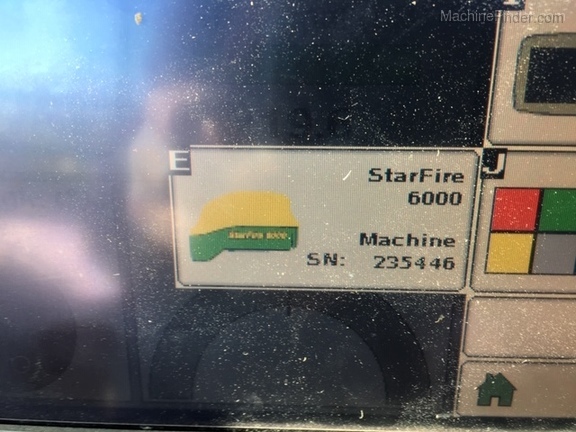 MachineFinder.com
E
StarFire
6000
StarFire 6000
Machine
SN: 235446
J